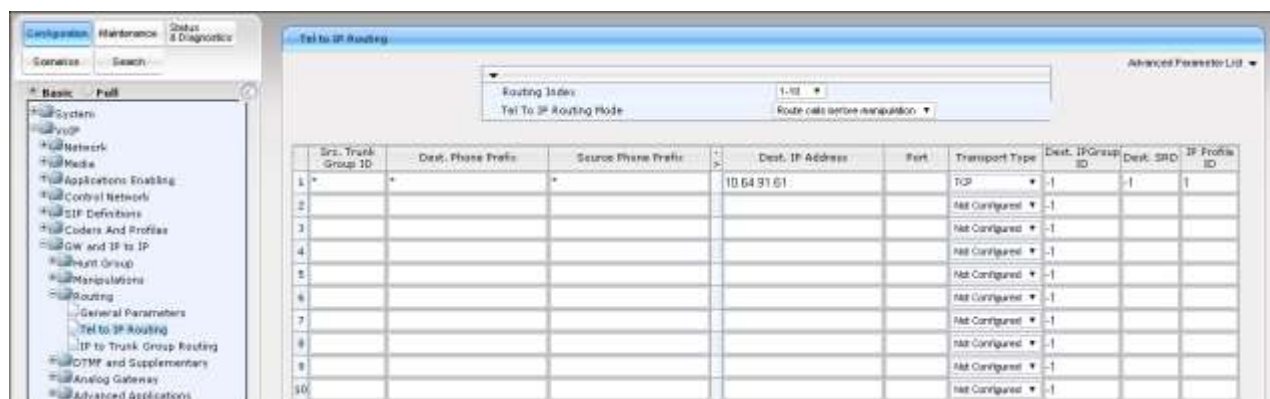 Configuration Maintenance Status & Diagnostics
Scenarios Search
Basic Full
System
VoIP
Network
Media
Applications Enabling
Control Network
SIP Definitions
Coders And Profiles
GW and IP to IP
Hunt Group
Manipulations
Routing
General Parameters
Tel to IP Routing
IP to Trunk Group Routing
DTMF and Supplementary
Analog Gateway
Advanced Applications
Tel to IP Routing
Advanced Parameter List
Routing Index 1-10
Tel To IP Routing Mode Route calls before manipulation
Src. Trunk Group ID Dest. Phone Prefix Source Phone Prefix -> Dest. IP Address Port Transport Type Dest. IPGroup ID Dest. SRD IP Profile ID
1 * * * 10.64.91.61 TCP -1 -1 1
2 Not Configured -1
3 Not Configured -1
4 Not Configured -1
5 Not Configured -1
6 Not Configured -1
7 Not Configured -1
8 Not Configured -1
9 Not Configured -1
10 Not Configured -1